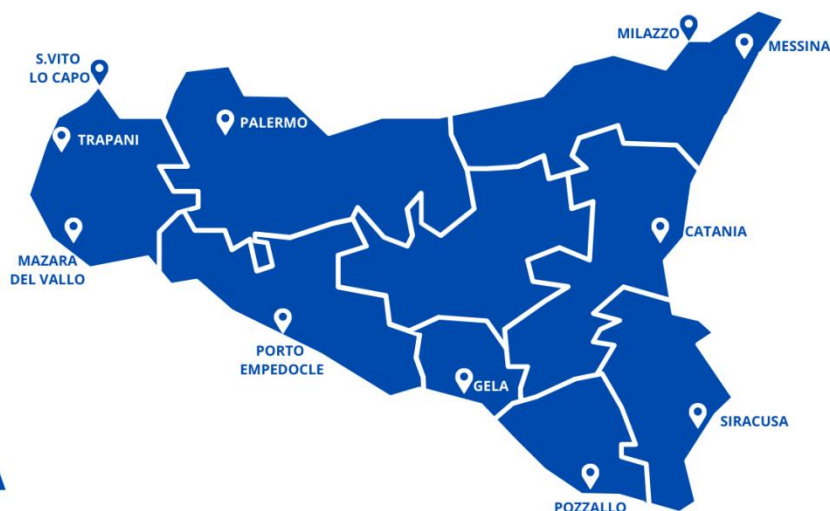 MILAZZO
MESSINA
S.VITO
LO CAPO
PALERMO
TRAPANI
CATANIA
MAZARA
DEL VALLO
PORTO
EMPEDOCLE
GELA
SIRACUSA
POZZALLO